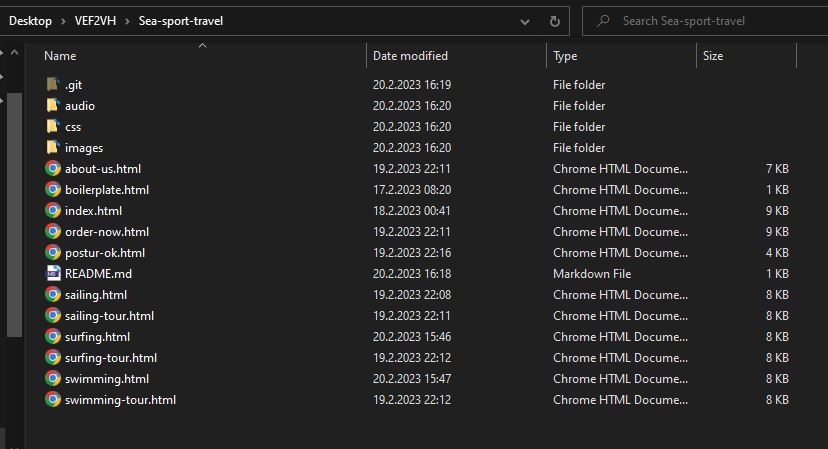 Desktop > VEF2VH > Sea-sport-travel Search Sea-sport-travel
Name Date modified Type Size
.git 20.2.2023 16:19 File folder
audio 20.2.2023 16:20 File folder
css 20.2.2023 16:20 File folder
images 20.2.2023 16:20 File folder
about-us.html 19.2.2023 22:11 Chrome HTML Docume... 7 KB
boilerplate.html 17.2.2023 08:20 Chrome HTML Docume... 1 KB
index.html 18.2.2023 00:41 Chrome HTML Docume... 9 KB
order-now.html 19.2.2023 22:11 Chrome HTML Docume... 9 KB
postur-ok.html 19.2.2023 22:16 Chrome HTML Docume... 4 KB
README.md 20.2.2023 16:18 Markdown File 1 KB
sailing.html 19.2.2023 22:08 Chrome HTML Docume... 8 KB
sailing-tour.html 19.2.2023 22:11 Chrome HTML Docume... 8 KB
surfing.html 20.2.2023 15:46 Chrome HTML Docume... 8 KB
surfing-tour.html 19.2.2023 22:12 Chrome HTML Docume... 8 KB
swimming.html 20.2.2023 15:47 Chrome HTML Docume... 8 KB
swimming-tour.html 19.2.2023 22:12 Chrome HTML Docume... 8 KB